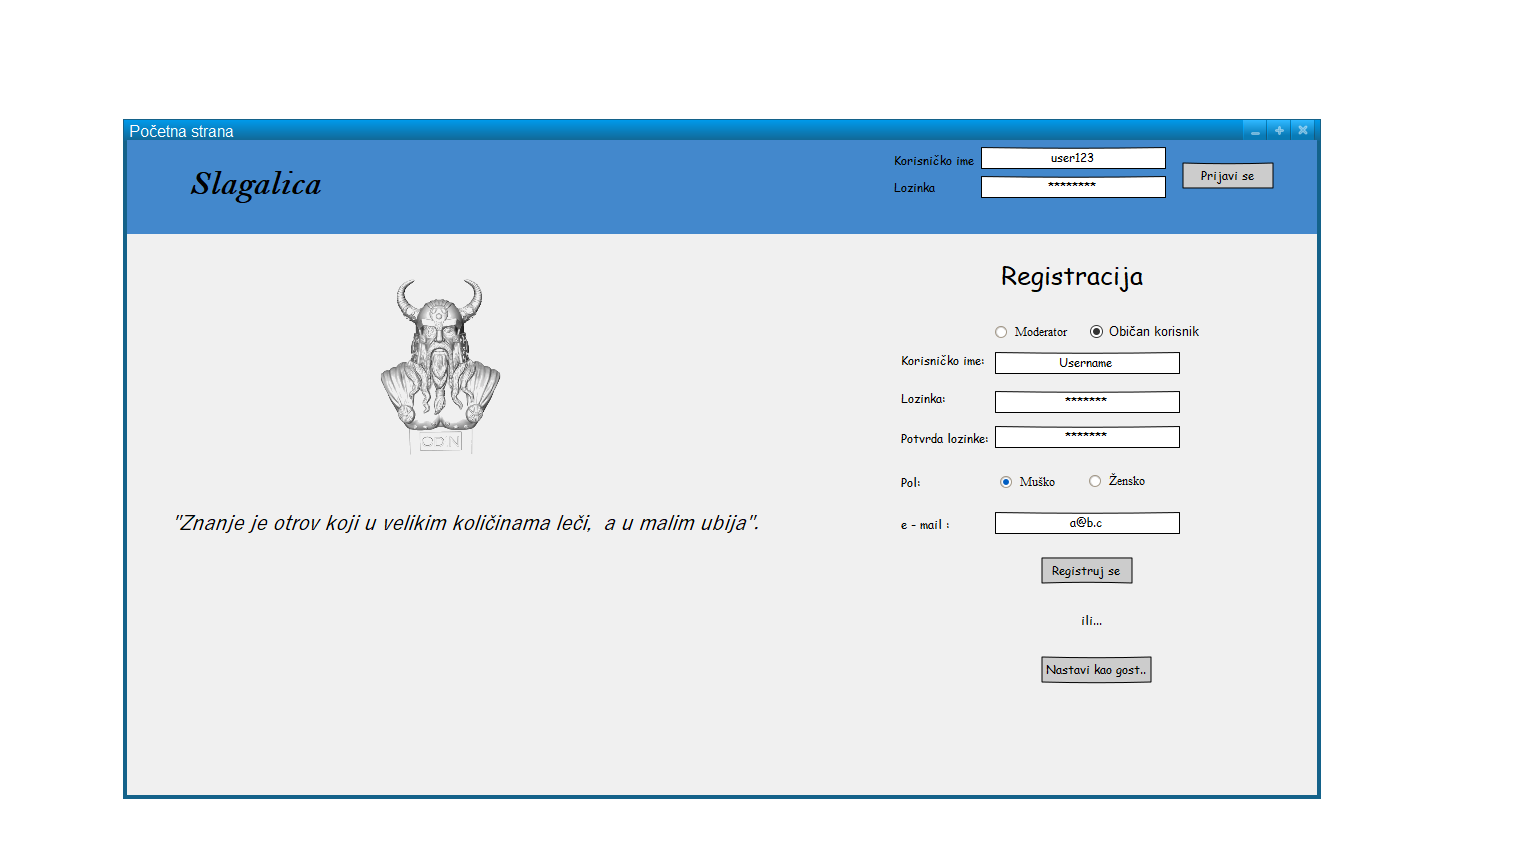 Početna strana
Slagalica
Korisničko ime user123
Lozinka ********
Prijavi se
Registracija
Moderator Običan korisnik
Korisničko ime: Username
Lozinka: *******
Potvrda lozinke: *******
Pol: Muško Žensko
e - mail : a@b.c
Registruj se
ili...
Nastavi kao gost..
ODIN
"Znanje je otrov koji u velikim količinama leči,  a u malim ubija".